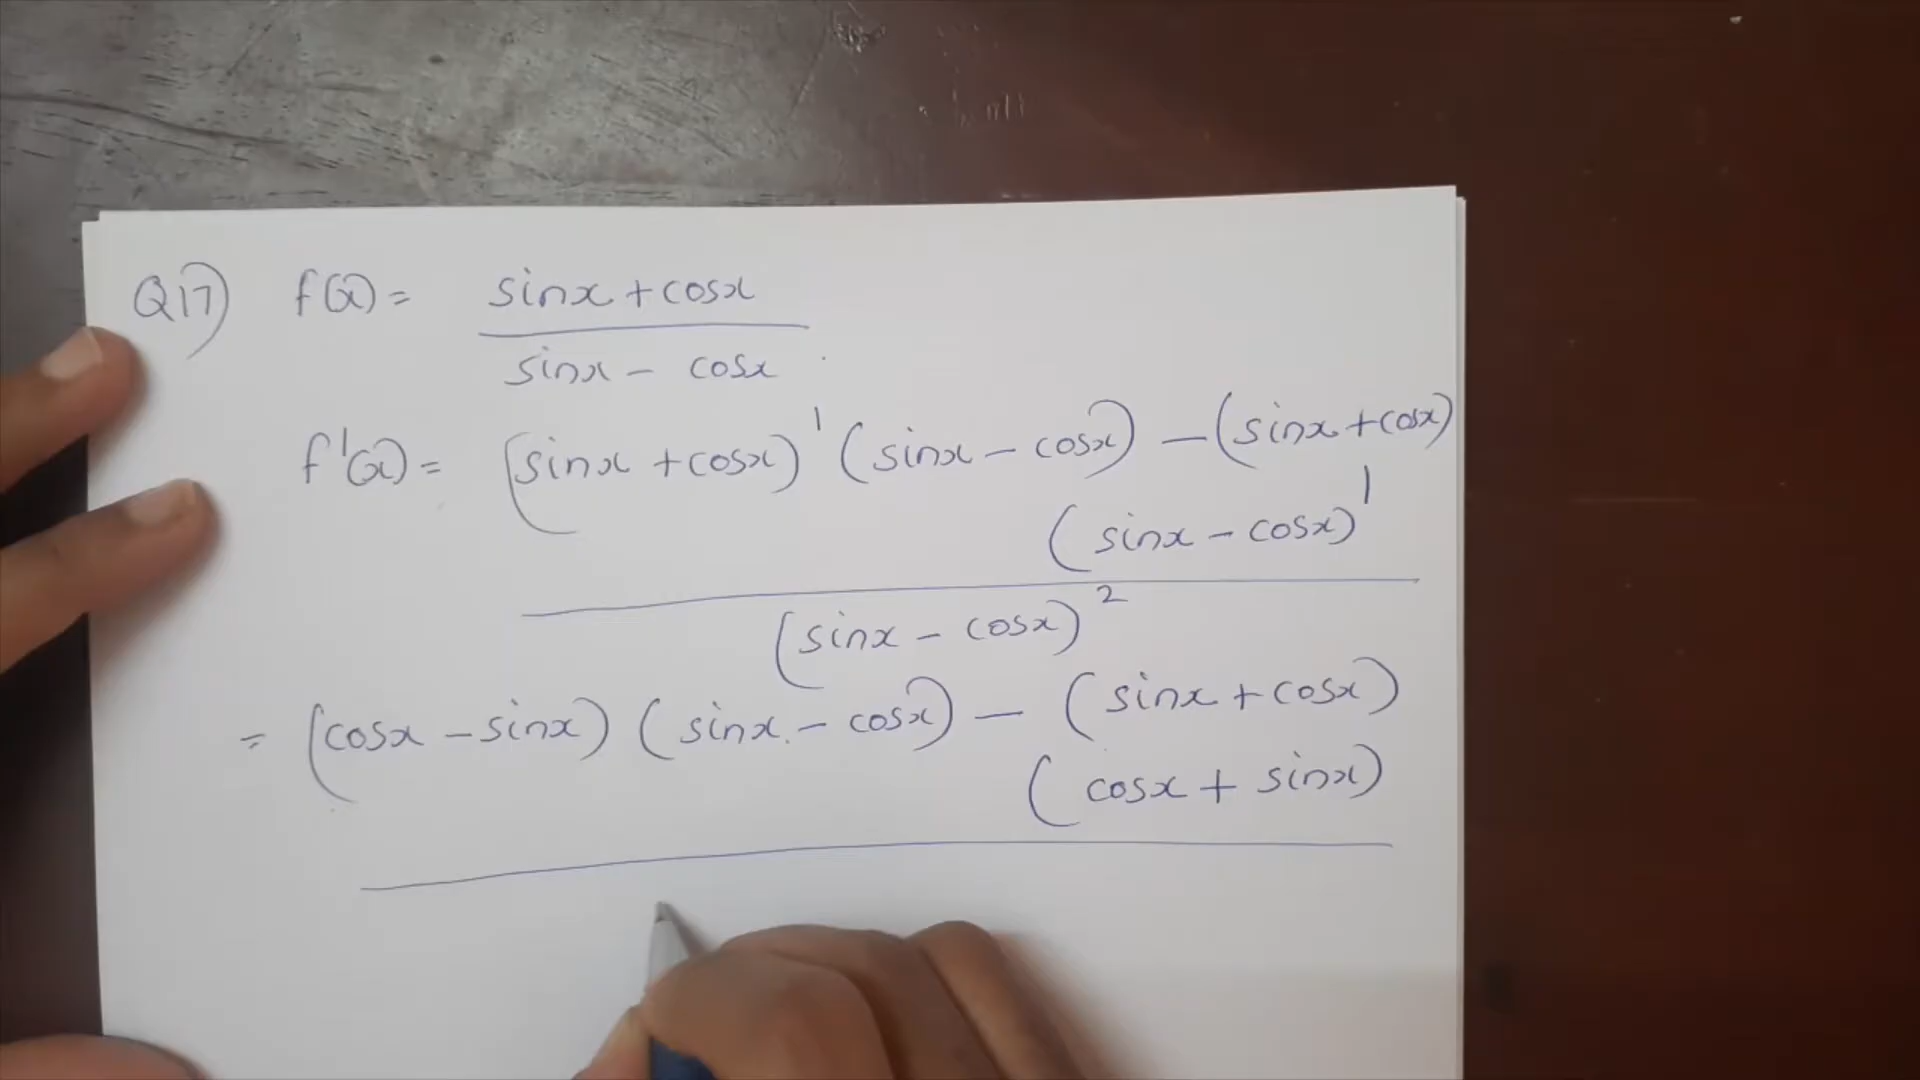 Q17) f(x) = sinx + cosx
sinx - cosx
f'(x) = (sinx + cosx)' (sinx - cosx) - (sinx + cosx)
(sinx - cosx)'
(sinx - cosx)²
= (cosx - sinx) (sinx - cosx) - (sinx + cosx)
(cosx + sinx)